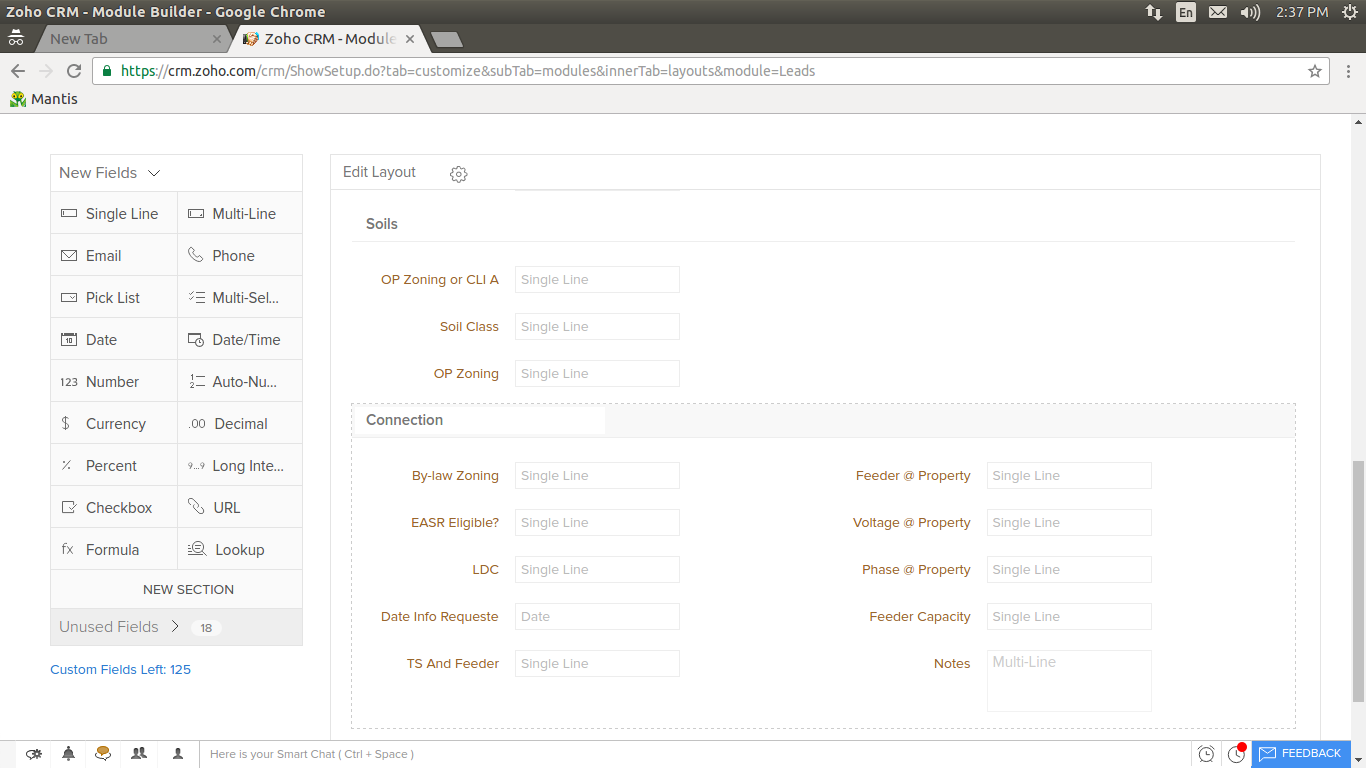 Zoho CRM - Module Builder - Google Chrome
En
2:37 PM
New Tab
Zoho CRM - Module
https://crm.zoho.com/crm/ShowSetup.do?tab=customize&subTab=modules&innerTab=layouts&module=Leads
Mantis
New Fields
Single Line
Multi-Line
Email
Phone
Pick List
Multi-Sel...
Date
Date/Time
123 Number
Auto-Nu...
$ Currency
.00 Decimal
Percent
9...9 Long Inte...
Checkbox
URL
fx Formula
Lookup
NEW SECTION
Unused Fields 18
Custom Fields Left: 125
Edit Layout
Soils
OP Zoning or CLI A Single Line
Soil Class Single Line
OP Zoning Single Line
Connection
By-law Zoning Single Line
Feeder @ Property Single Line
EASR Eligible? Single Line
Voltage @ Property Single Line
LDC Single Line
Phase @ Property Single Line
Date Info Requeste Date
Feeder Capacity Single Line
TS And Feeder Single Line
Notes Multi-Line
Here is your Smart Chat ( Ctrl + Space )
FEEDBACK